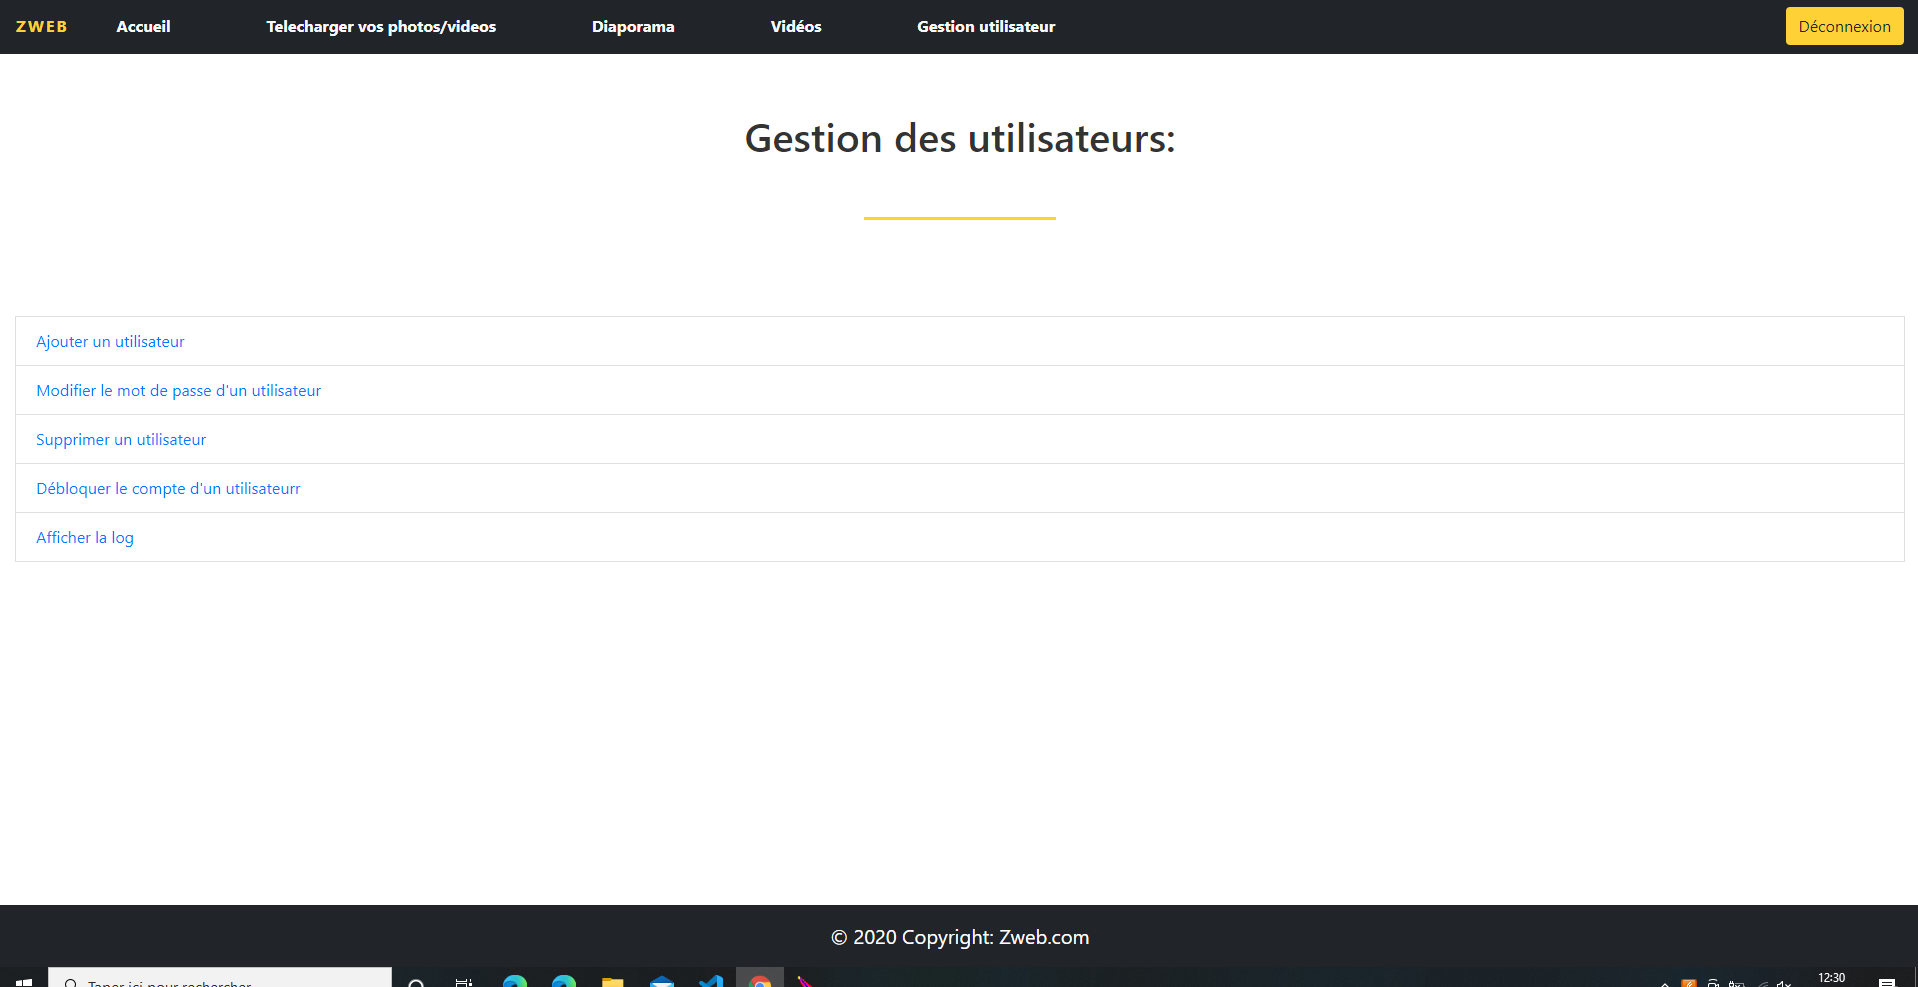 ZWEB Accueil Telecharger vos photos/videos Diaporama Vidéos Gestion utilisateur Déconnexion
Gestion des utilisateurs:
Ajouter un utilisateur
Modifier le mot de passe d'un utilisateur
Supprimer un utilisateur
Débloquer le compte d'un utilisateurr
Afficher la log
© 2020 Copyright: Zweb.com
Taper ici pour rechercher
12:30